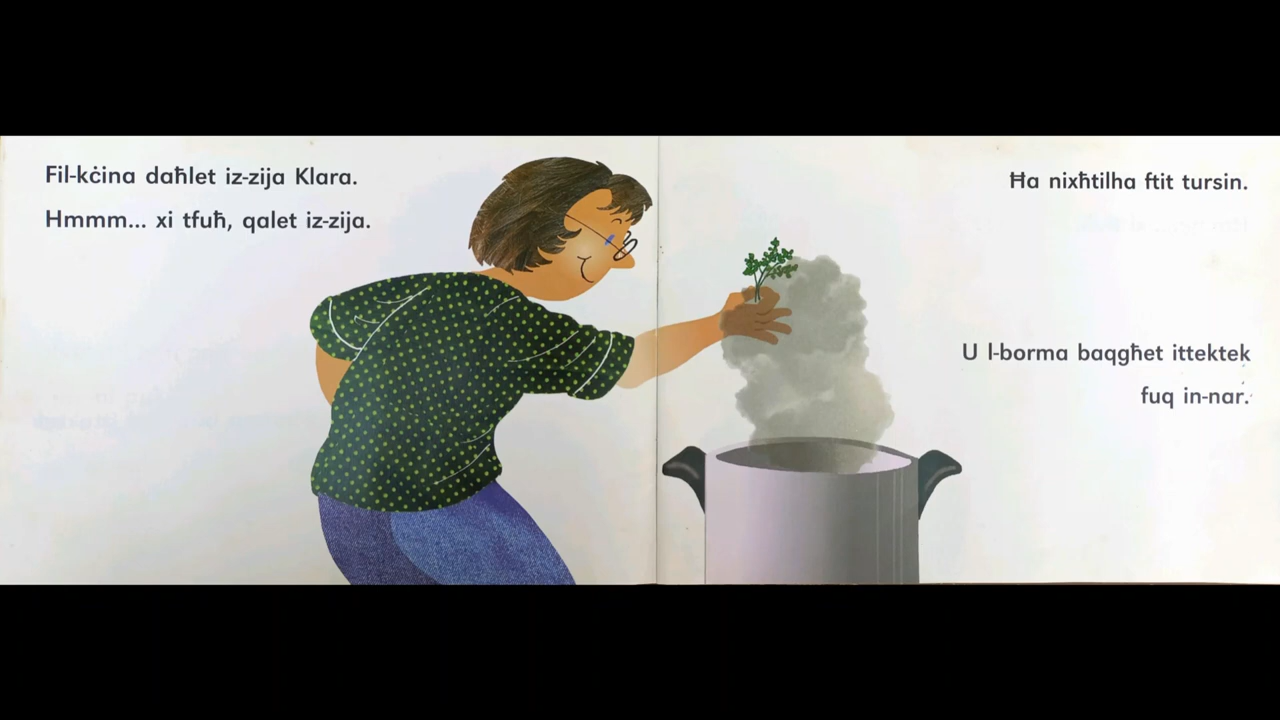 Fil-kċina daħlet iz-zija Klara.
Hmmm... xi tfuħ, qalet iz-zija.
Ħa nixħtilha ftit tursin.
U l-borma baqgħet ittektek
fuq in-nar.